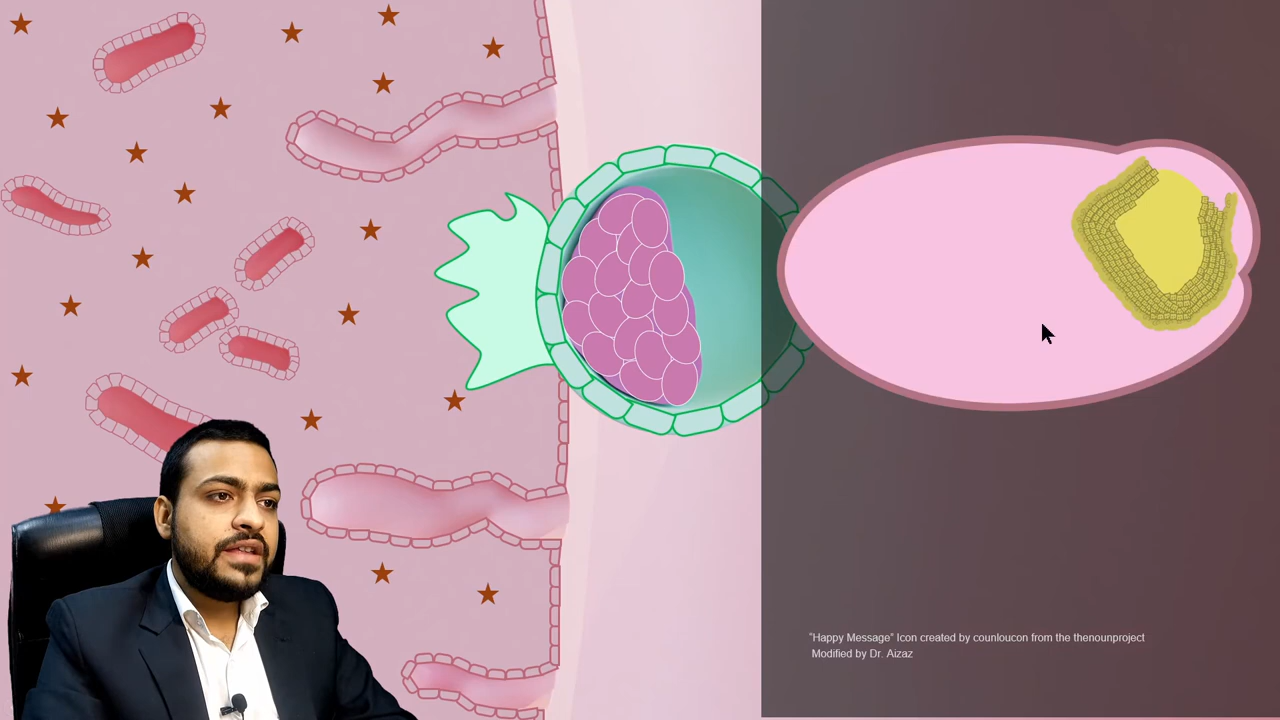 "Happy Message" Icon created by counloucon from the thenounproject
Modified by Dr. Aizaz